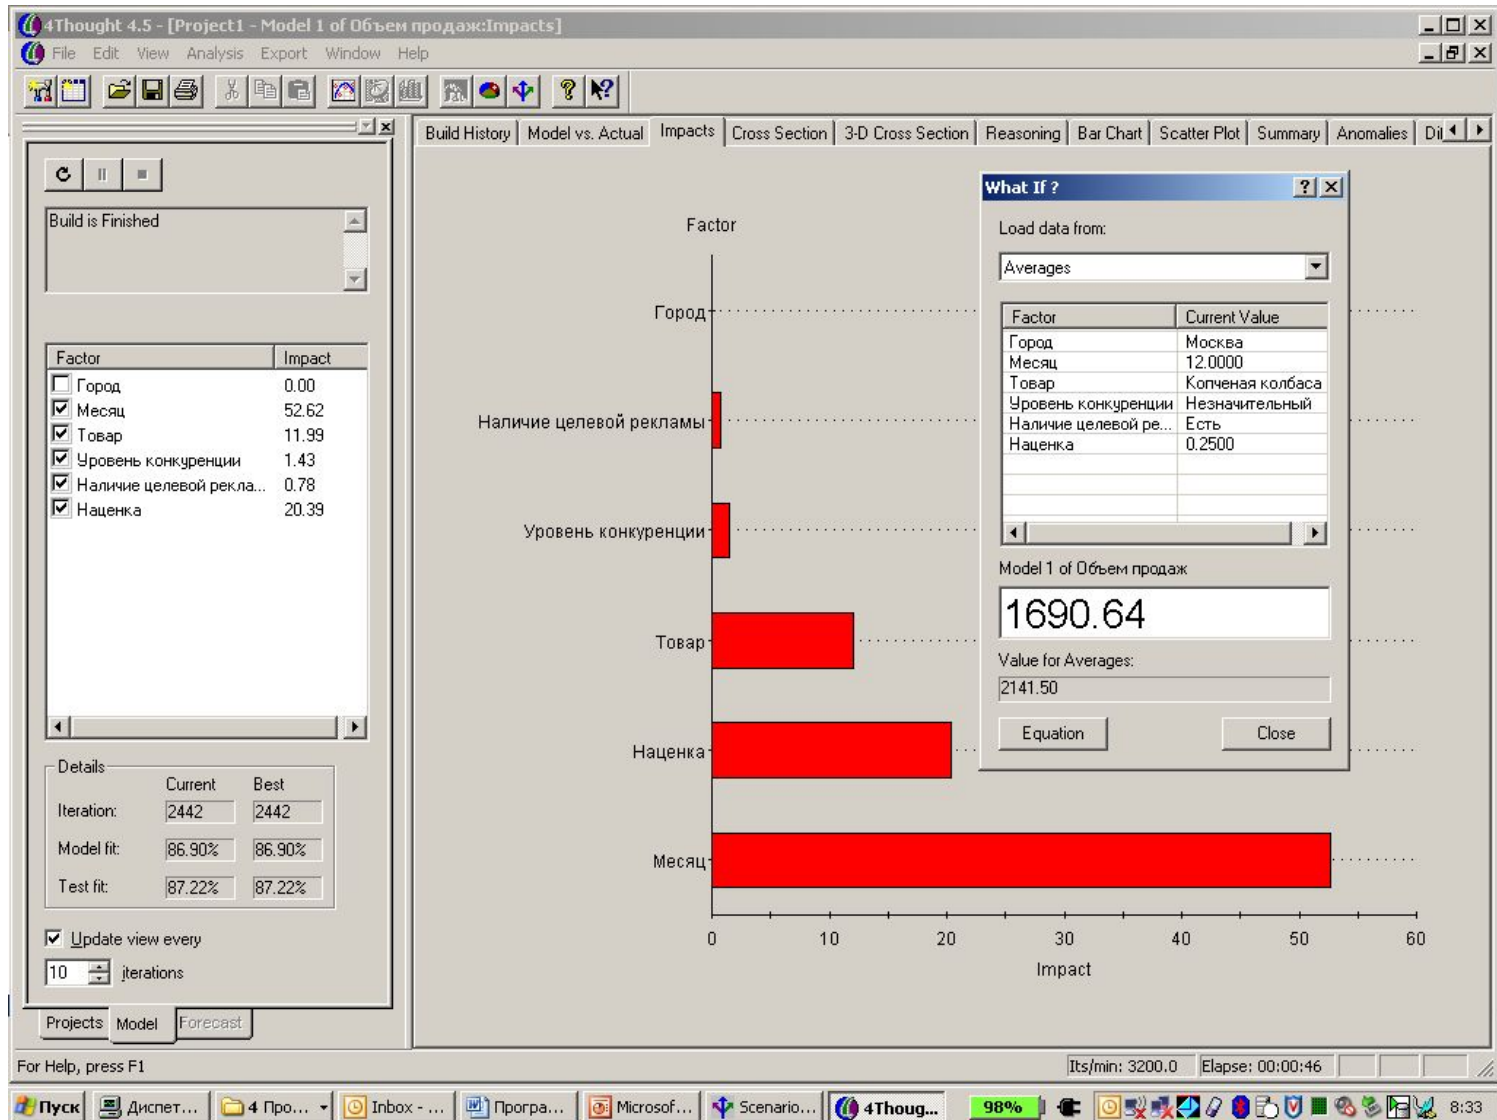 4Thought 4.5 - [Project1 - Model 1 of Объем продаж:Impacts]
File Edit View Analysis Export Window Help
Build History Model vs. Actual Impacts Cross Section 3-D Cross Section Reasoning Bar Chart Scatter Plot Summary Anomalies
Build is Finished
Factor Impact
Город 0.00
Месяц 52.62
Товар 11.99
Уровень конкуренции 1.43
Наличие целевой рекла... 0.78
Наценка 20.39
Details
Current Best
Iteration: 2442 2442
Model fit: 86.90% 86.90%
Test fit: 87.22% 87.22%
Update view every
10 iterations
Projects Model Forecast
Factor
Город
Наличие целевой рекламы
Уровень конкуренции
Товар
Наценка
Месяц
0 10 20 30 40 50 60
Impact
What If ?
Load data from:
Averages
Factor Current Value
Город Москва
Месяц 12.0000
Товар Копченая колбаса
Уровень конкуренции Незначительный
Наличие целевой ре... Есть
Наценка 0.2500
Model 1 of Объем продаж
1690.64
Value for Averages:
2141.50
Equation Close
For Help, press F1
Its/min: 3200.0 Elapse: 00:00:46
Пуск Диспет... 4 Про... Inbox - ... Програ... Microsof... Scenario... 4Thoug... 98% 8:33